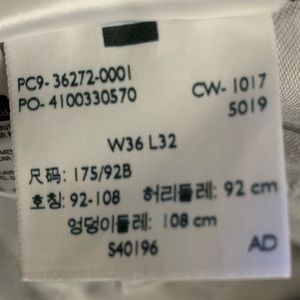 PC9- 36272-0001
PO- 4100330570
CW- 1017
5019
W36 L32
尺码: 175/92B
호칭: 92-108 허리둘레: 92 cm
엉덩이둘레: 108 cm
S40196
AD